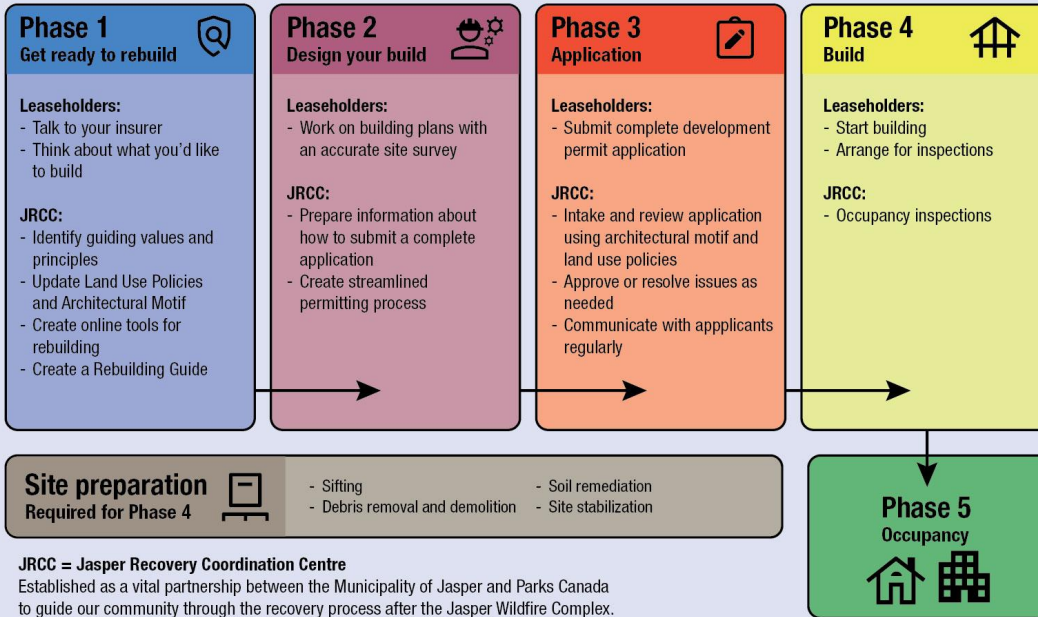 Phase 1
Get ready to rebuild
Leaseholders:
- Talk to your insurer
- Think about what you'd like
to build
JRCC:
- Identify guiding values and
principles
- Update Land Use Policies
and Architectural Motif
- Create online tools for
rebuilding
- Create a Rebuilding Guide
Phase 2
Design your build
Leaseholders:
- Work on building plans with
an accurate site survey
JRCC:
- Prepare information about
how to submit a complete
application
- Create streamlined
permitting process
Phase 3
Application
Leaseholders:
- Submit complete development
permit application
JRCC:
- Intake and review application
using architectural motif and
land use policies
- Approve or resolve issues as
needed
- Communicate with appplicants
regularly
Phase 4
Build
Leaseholders:
- Start building
- Arrange for inspections
JRCC:
- Occupancy inspections
Site preparation
Required for Phase 4
- Sifting
- Debris removal and demolition
- Soil remediation
- Site stabilization
Phase 5
Occupancy
JRCC = Jasper Recovery Coordination Centre
Established as a vital partnership between the Municipality of Jasper and Parks Canada
to guide our community through the recovery process after the Jasper Wildfire Complex.